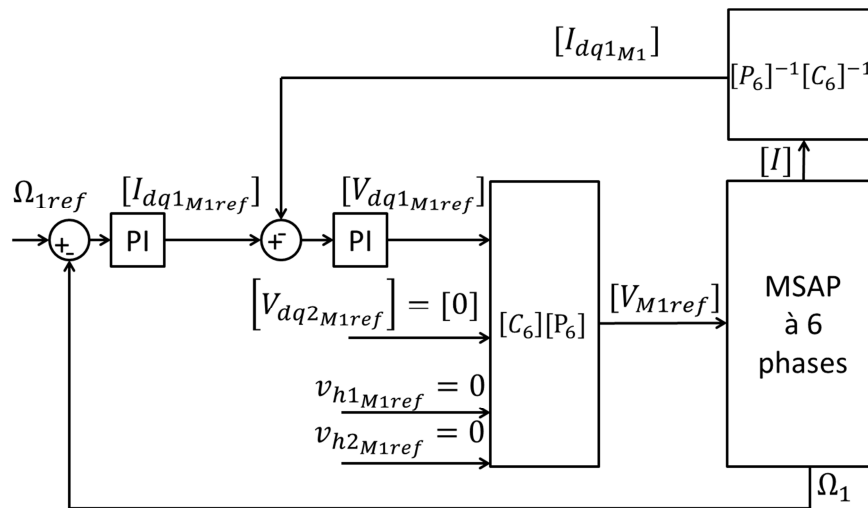 [I_{dq1_{M1}}]
[P_6]^{-1}[C_6]^{-1}
[I]
Ω_{1ref}
[I_{dq1_{M1ref}}]
[V_{dq1_{M1ref}}]
+
-
PI
+
-
PI
[V_{dq2_{M1ref}}] = [0]
[C_6][P_6]
[V_{M1ref}]
MSAP
à 6
phases
v_{h1_{M1ref}} = 0
v_{h2_{M1ref}} = 0
Ω_1